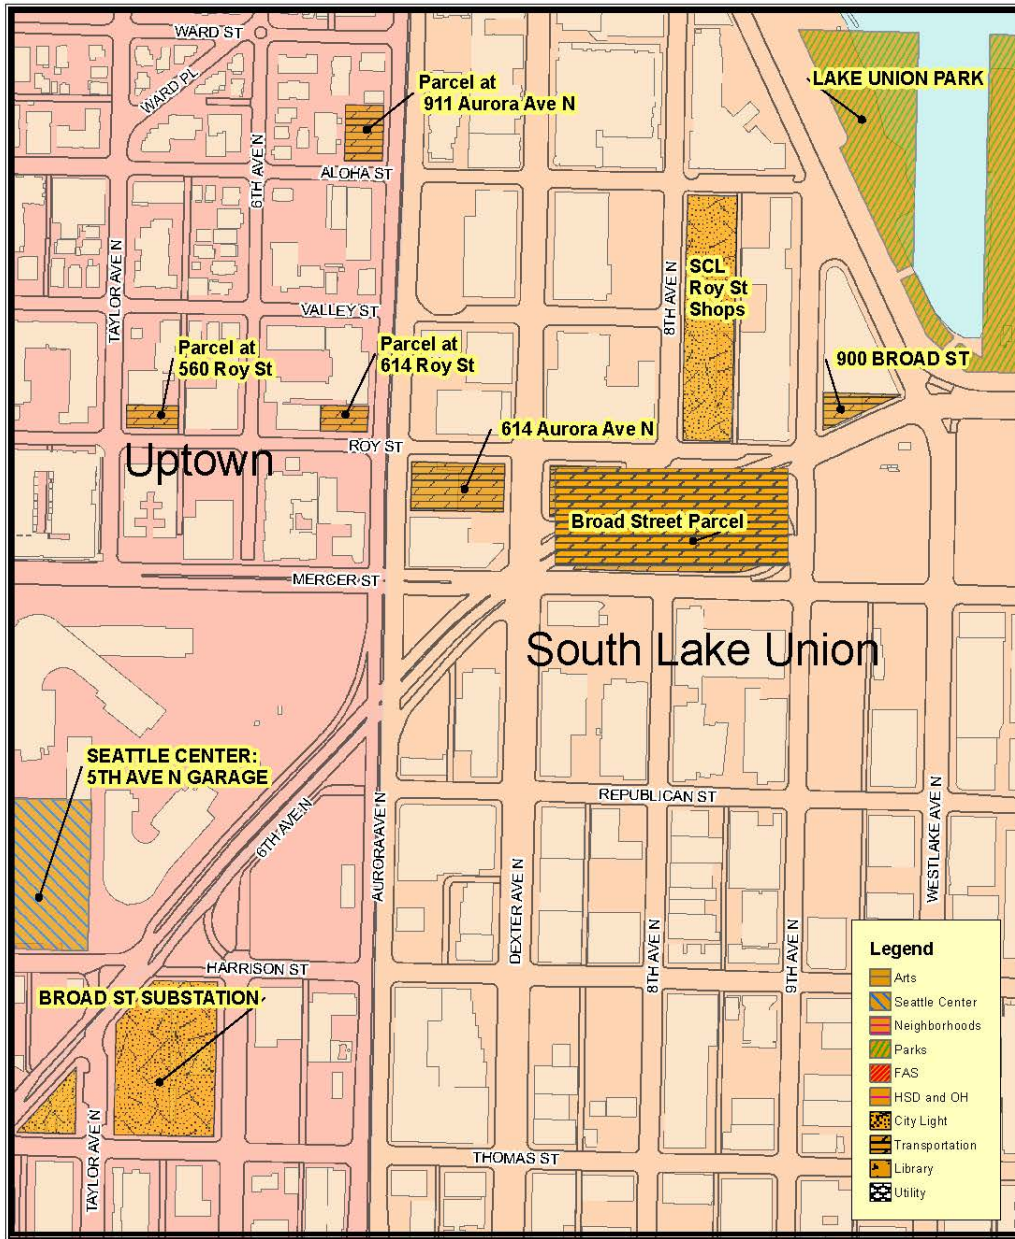 WARD ST
WARD PL
Parcel at
911 Aurora Ave N
LAKE UNION PARK
6TH AVE N
ALOHA ST
TAYLOR AVE N
8TH AVE N
SCL
Roy St
Shops
VALLEY ST
Parcel at
560 Roy St
Parcel at
614 Roy St
900 BROAD ST
614 Aurora Ave N
ROY ST
Uptown
Broad Street Parcel
MERCER ST
South Lake Union
SEATTLE CENTER:
5TH AVE N GARAGE
6TH AVE N
AURORA AVE N
REPUBLICAN ST
WESTLAKE AVE N
DEXTER AVE N
8TH AVE N
9TH AVE N
HARRISON ST
BROAD ST SUBSTATION
TAYLOR AVE N
THOMAS ST
Legend
Arts
Seattle Center
Neighborhoods
Parks
FAS
HSD and OH
City Light
Transportation
Library
Utility